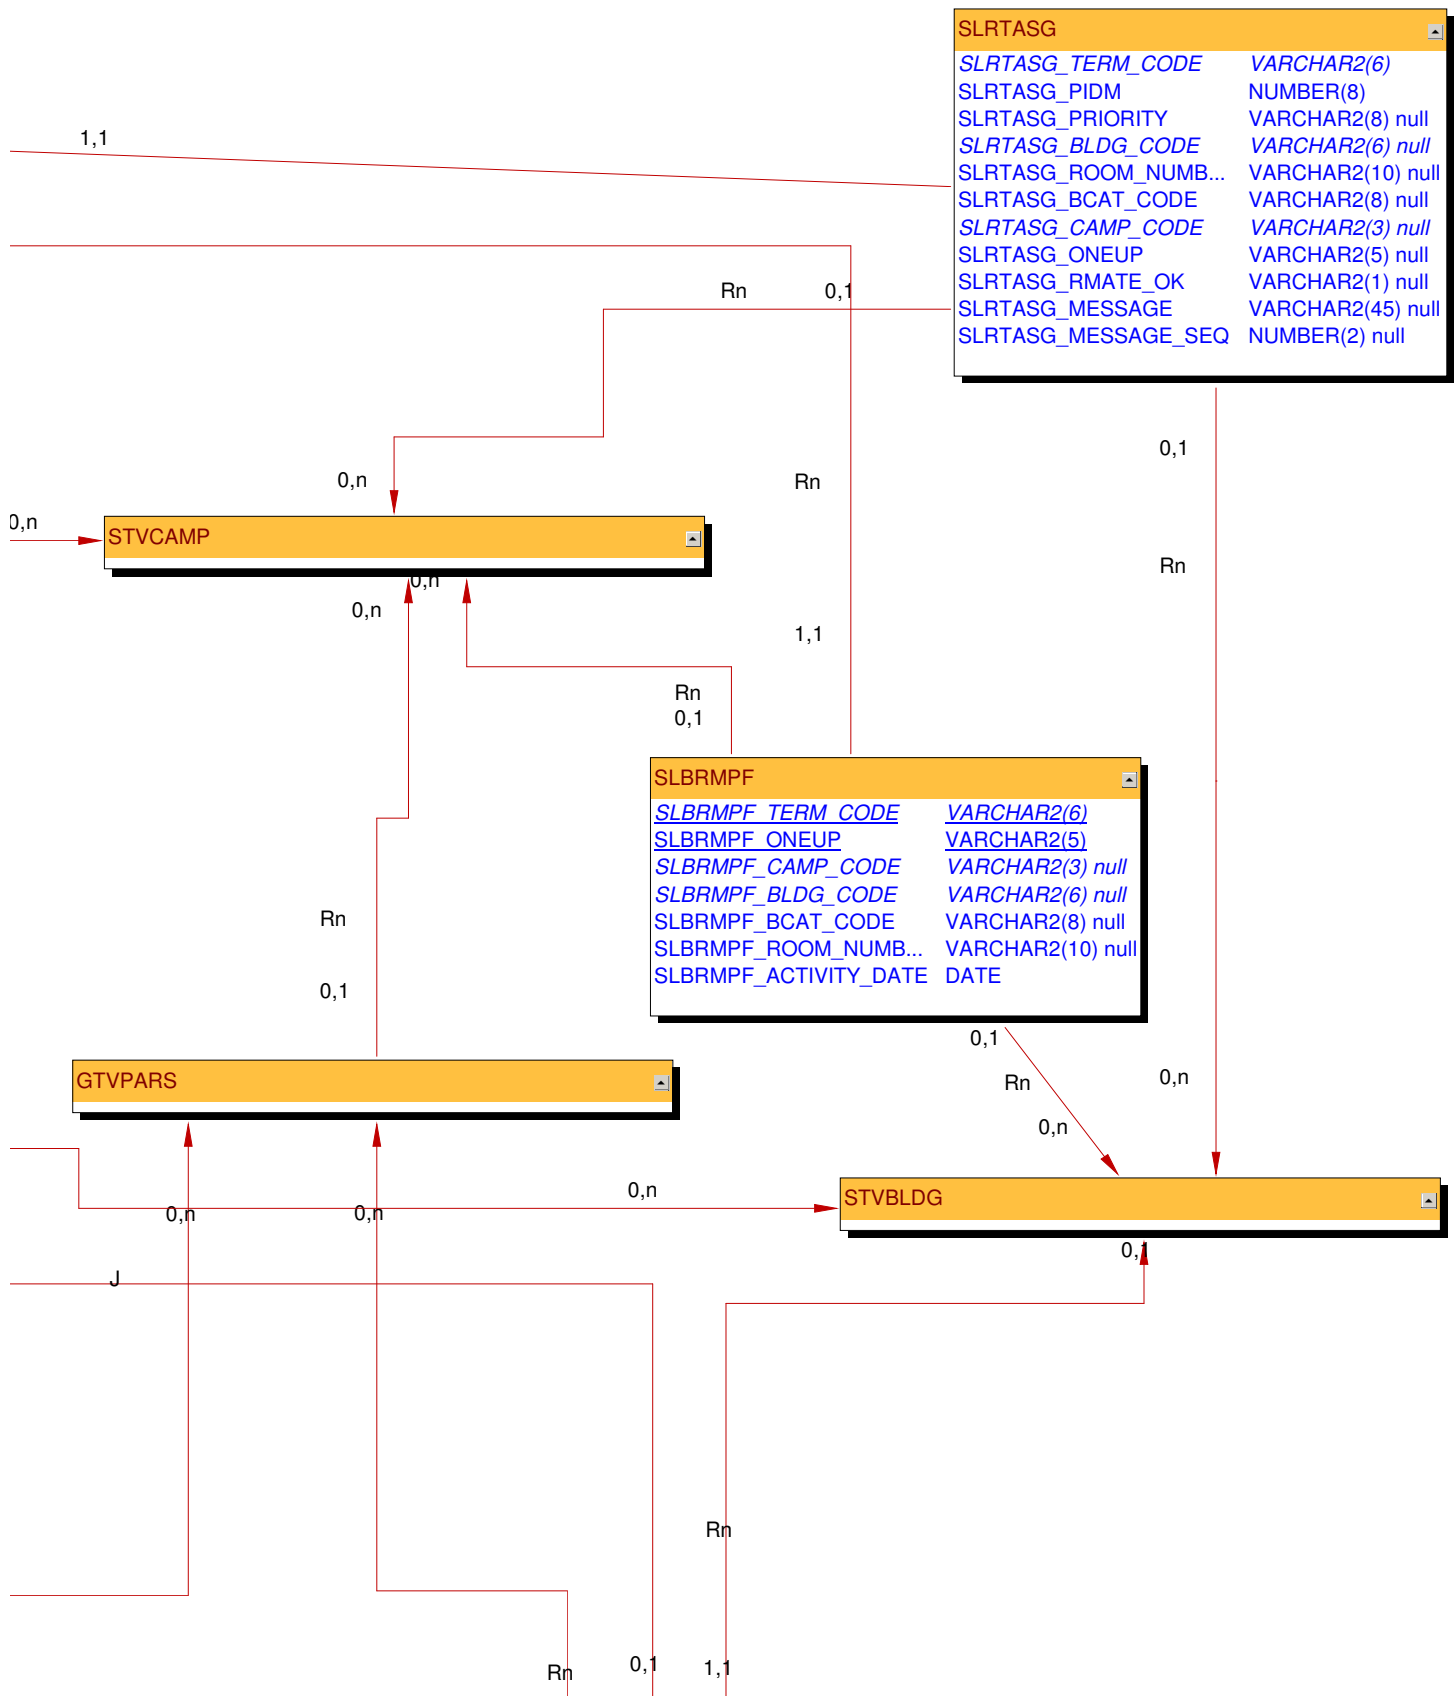 SLRTASG
SLRTASG_TERM_CODE VARCHAR2(6)
SLRTASG_PIDM NUMBER(8)
SLRTASG_PRIORITY VARCHAR2(8) null
SLRTASG_BLDG_CODE VARCHAR2(6) null
SLRTASG_ROOM_NUMB... VARCHAR2(10) null
SLRTASG_BCAT_CODE VARCHAR2(8) null
SLRTASG_CAMP_CODE VARCHAR2(3) null
SLRTASG_ONEUP VARCHAR2(5) null
SLRTASG_RMATE_OK VARCHAR2(1) null
SLRTASG_MESSAGE VARCHAR2(45) null
SLRTASG_MESSAGE_SEQ NUMBER(2) null
1,1
Rn
0,1
0,1
0,n
Rn
0,n
STVCAMP
Rn
0,n
0,n
1,1
Rn
0,1
SLBRMPF
SLBRMPF_TERM_CODE VARCHAR2(6)
SLBRMPF_ONEUP VARCHAR2(5)
SLBRMPF_CAMP_CODE VARCHAR2(3) null
SLBRMPF_BLDG_CODE VARCHAR2(6) null
SLBRMPF_BCAT_CODE VARCHAR2(8) null
SLBRMPF_ROOM_NUMB... VARCHAR2(10) null
SLBRMPF_ACTIVITY_DATE DATE
Rn
0,1
0,1
GTVPARS
Rn
0,n
0,n
0,n
STVBLDG
0,n
0,n
0,1
J
Rn
Rn
0,1
1,1